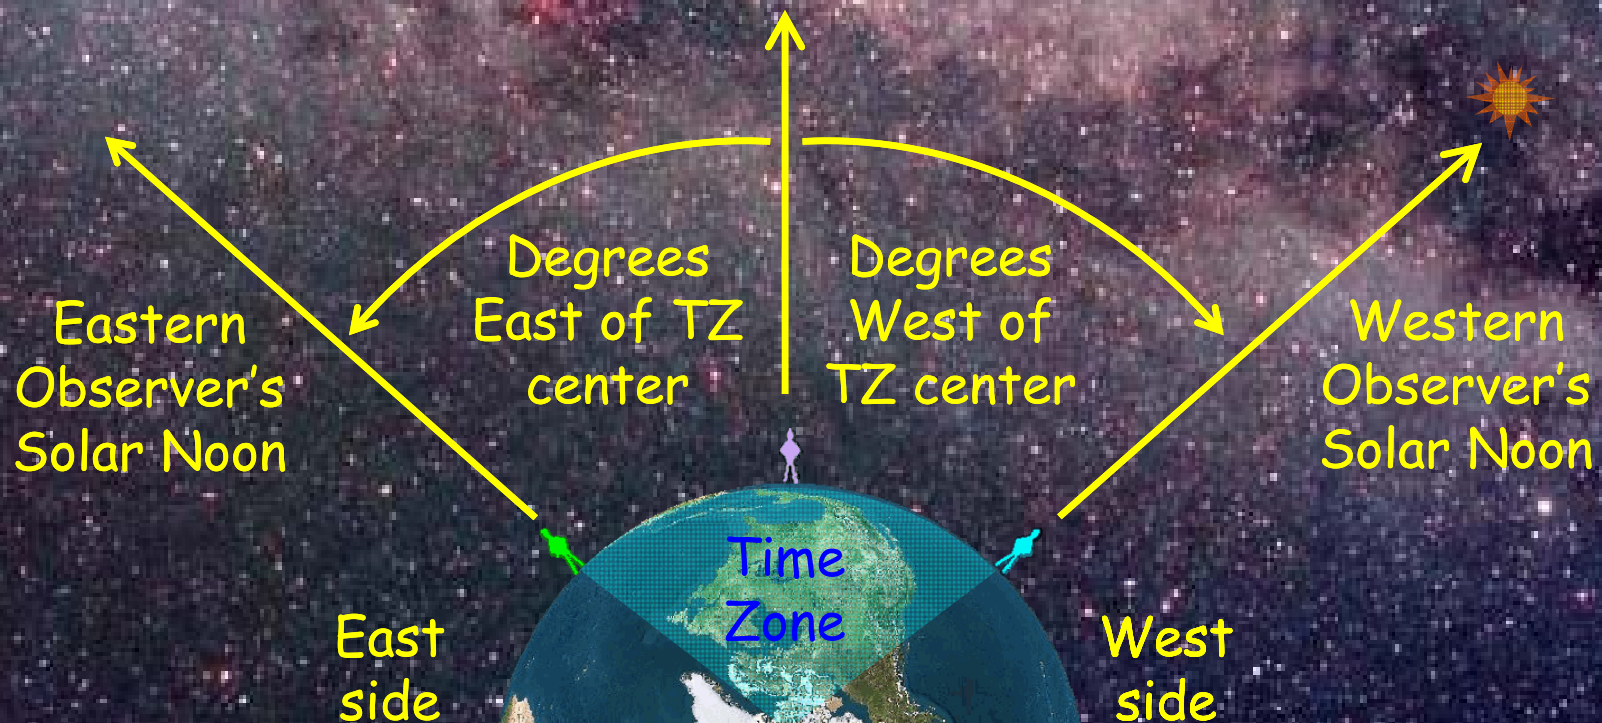 Degrees
East of TZ
center
Degrees
West of
TZ center
Eastern
Observer's
Solar Noon
Western
Observer's
Solar Noon
Time
Zone
East
side
West
side